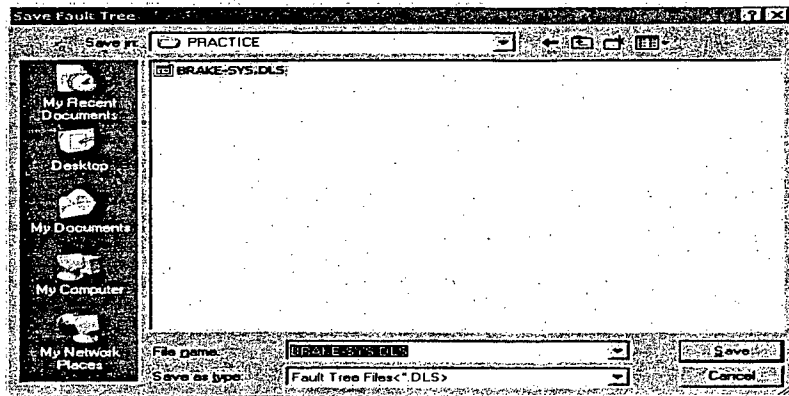 Save Fault Tree
Save in:
PRACTICE
BRAKE-SYS.DLS
My Recent
Documents
Desktop
My Documents
My Computer
My Network
Places
File name:
BRAKE-SYS.DLS
Save
Save as type:
Fault Tree Files<*.DLS>
Cancel